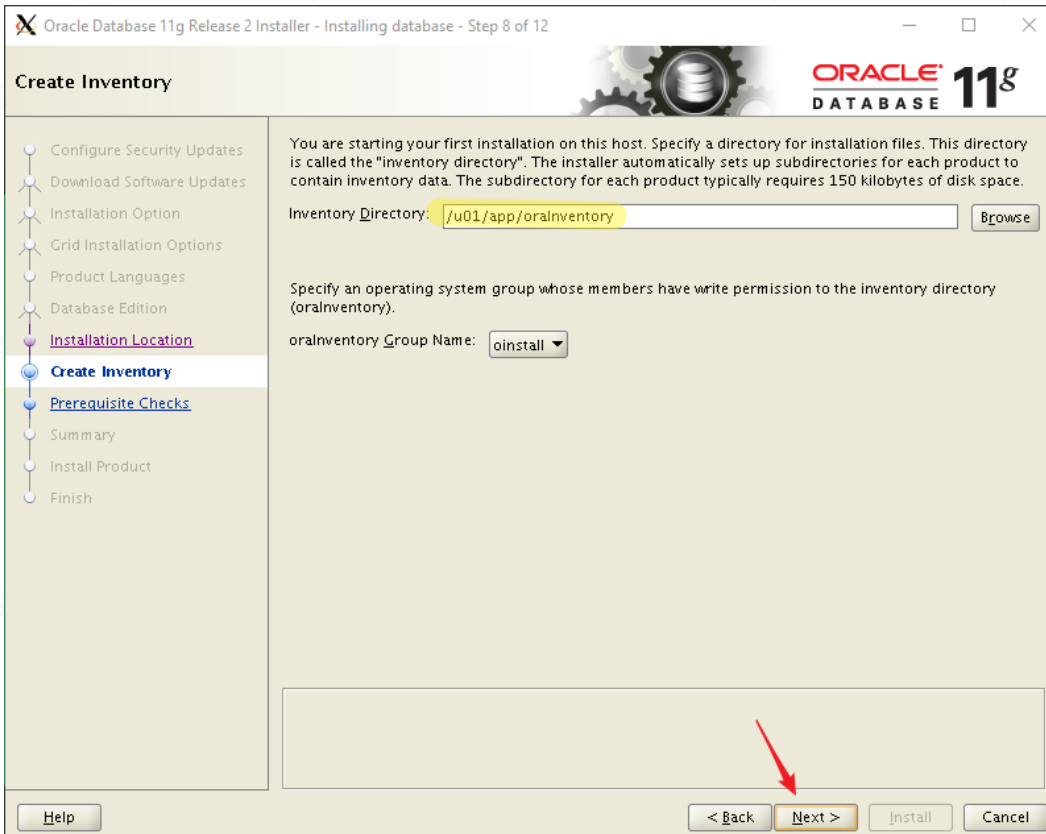 Oracle Database 11g Release 2 Installer - Installing database - Step 8 of 12
Create Inventory
ORACLE
DATABASE 11g
Configure Security Updates
Download Software Updates
Installation Option
Grid Installation Options
Product Languages
Database Edition
Installation Location
Create Inventory
Prerequisite Checks
Summary
Install Product
Finish
You are starting your first installation on this host. Specify a directory for installation files. This directory
is called the "inventory directory". The installer automatically sets up subdirectories for each product to
contain inventory data. The subdirectory for each product typically requires 150 kilobytes of disk space.
Inventory Directory: /u01/app/oraInventory Browse
Specify an operating system group whose members have write permission to the inventory directory
(oraInventory).
oraInventory Group Name: oinstall
Help < Back Next > Install Cancel